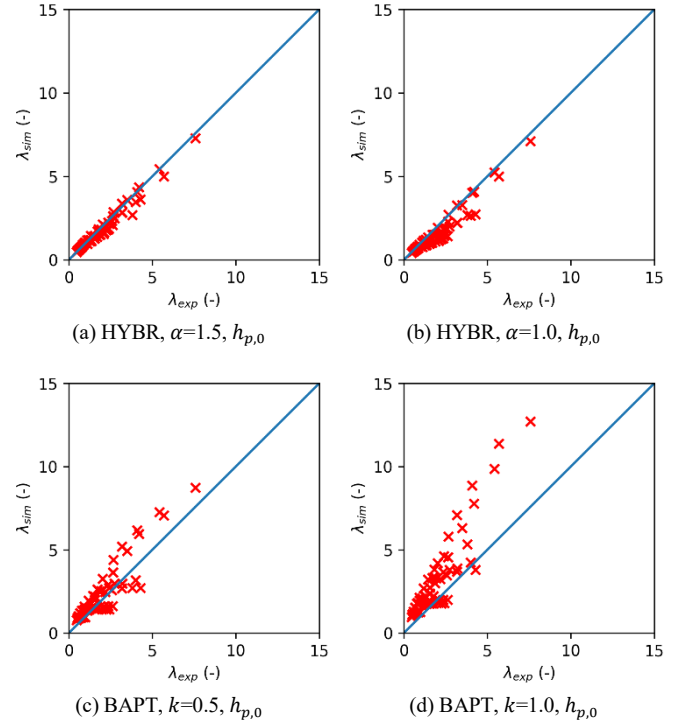 15
10
5
0
0 5 10 15
λsim (-)
λexp (-)
(a) HYBR, α=1.5, hp,0
15
10
5
0
0 5 10 15
λsim (-)
λexp (-)
(b) HYBR, α=1.0, hp,0
15
10
5
0
0 5 10 15
λsim (-)
λexp (-)
(c) BAPT, k=0.5, hp,0
15
10
5
0
0 5 10 15
λsim (-)
λexp (-)
(d) BAPT, k=1.0, hp,0